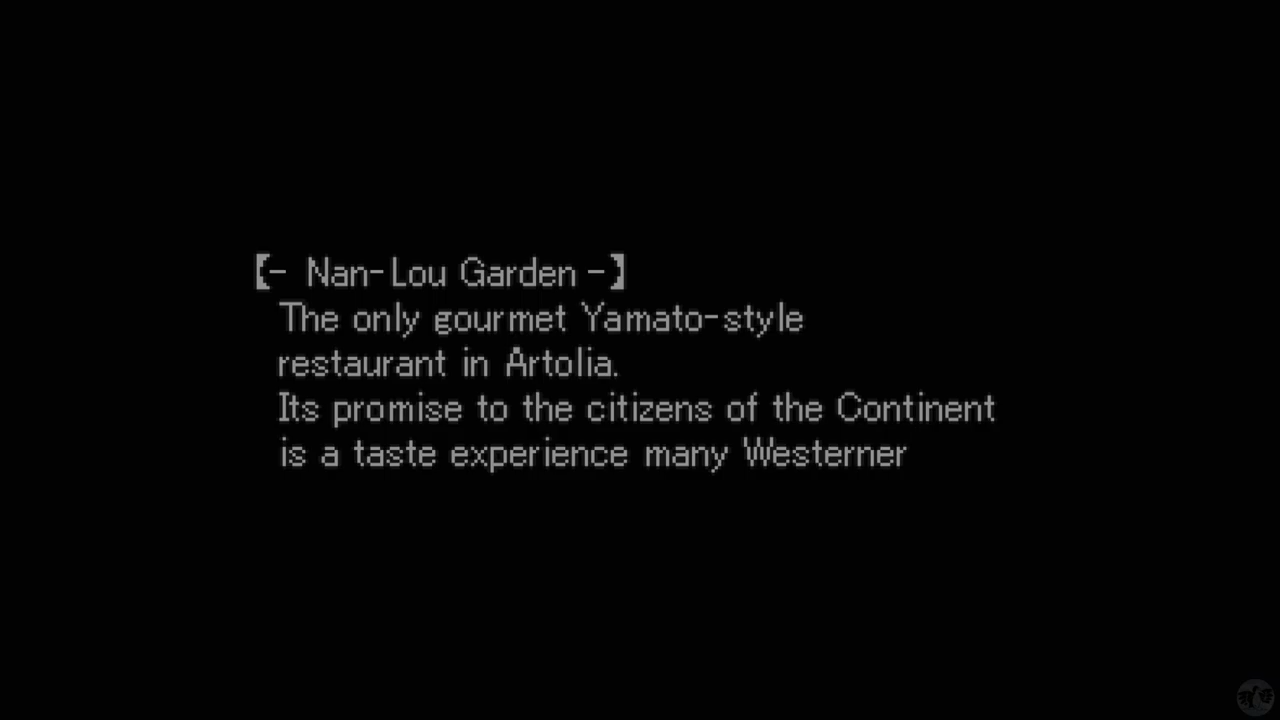 【- Nan-Lou Garden -】
The only gourmet Yamato-style
restaurant in Artolia.
Its promise to the citizens of the Continent
is a taste experience many Westerner